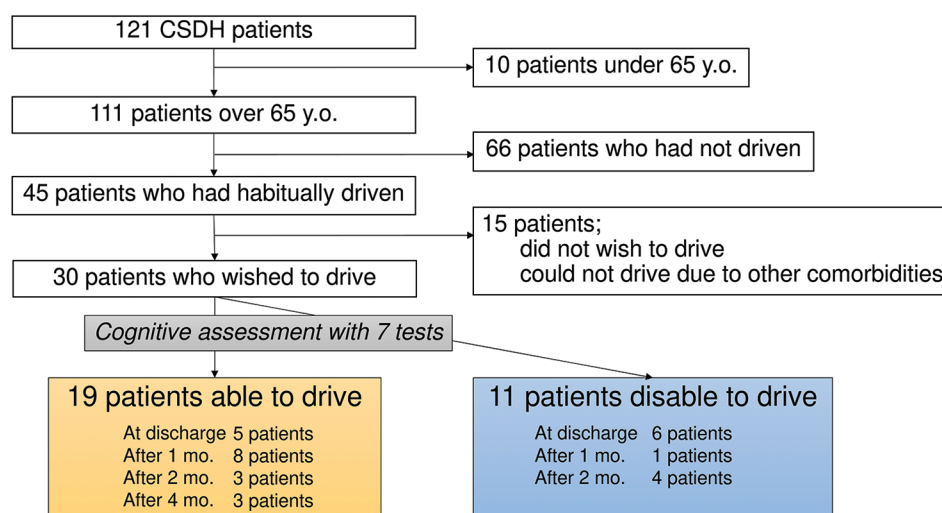 121 CSDH patients
10 patients under 65 y.o.
111 patients over 65 y.o.
66 patients who had not driven
45 patients who had habitually driven
15 patients;
did not wish to drive
could not drive due to other comorbidities
30 patients who wished to drive
Cognitive assessment with 7 tests
19 patients able to drive
At discharge 5 patients
After 1 mo. 8 patients
After 2 mo. 3 patients
After 4 mo. 3 patients
11 patients disable to drive
At discharge 6 patients
After 1 mo. 1 patients
After 2 mo. 4 patients